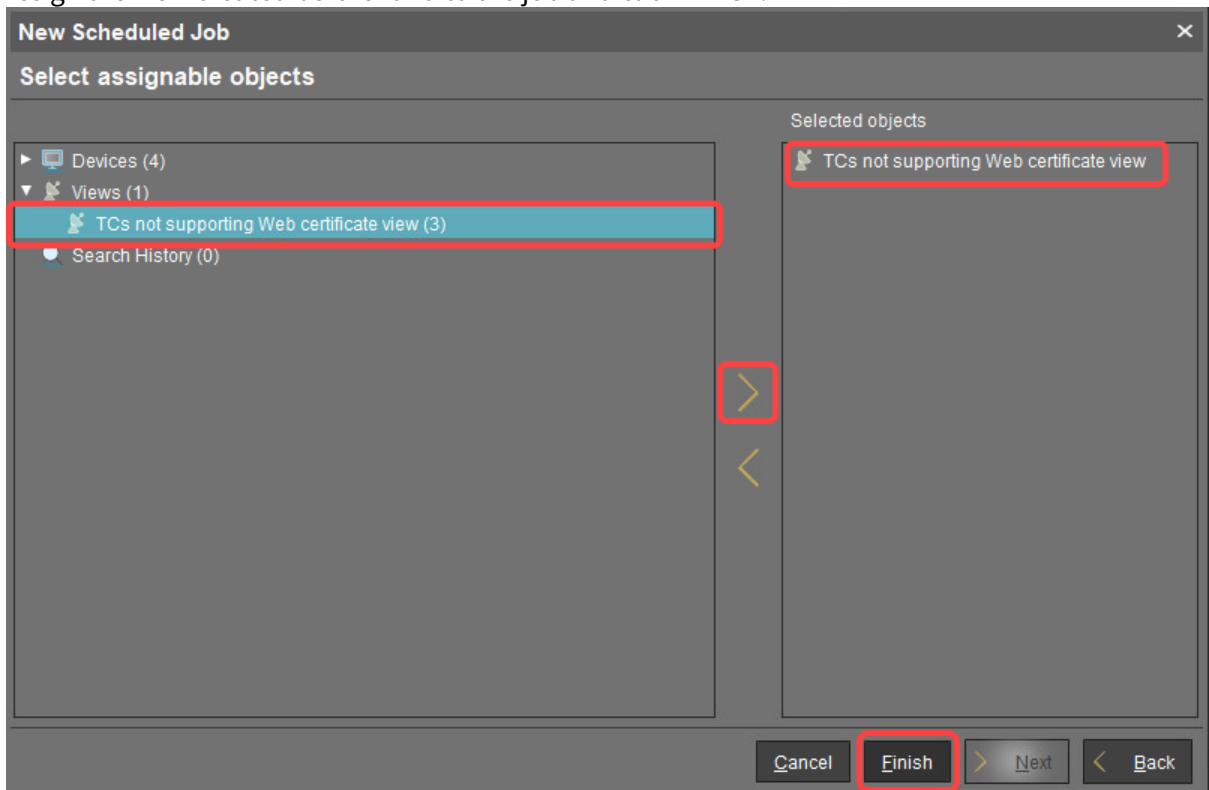 New Scheduled Job
Select assignable objects
Selected objects
Devices (4)
Views (1)
TCs not supporting Web certificate view (3)
Search History (0)
TCs not supporting Web certificate view
Cancel
Finish
Next
Back